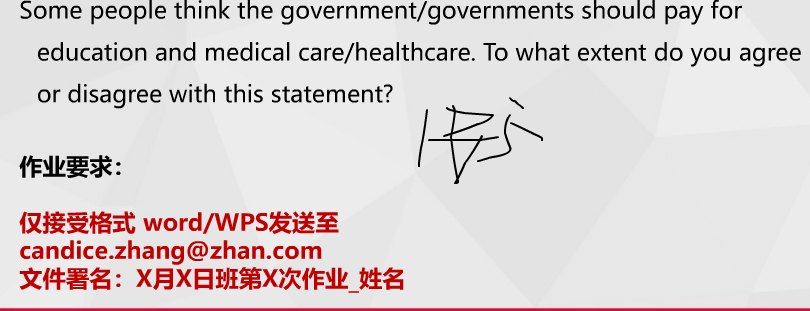 Some people think the government/governments should pay for
education and medical care/healthcare. To what extent do you agree
or disagree with this statement?
作业要求：
仅接受格式 word/WPS发送至
candice.zhang@zhan.com
文件署名：X月X日班第X次作业_姓名